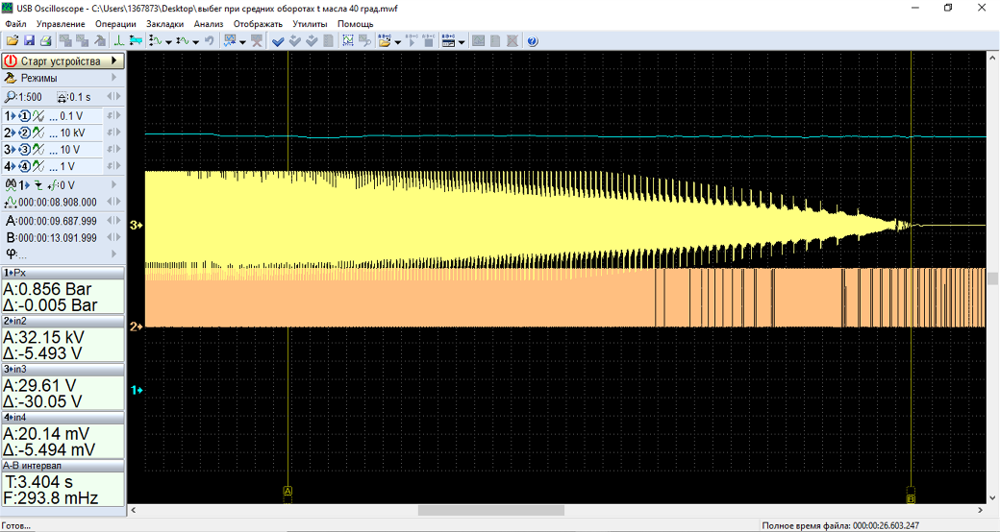 USB Oscilloscope - C:\Users\1367873\Desktop\выбег при средних оборотах t масла 40 град.mwf
Файл Управление Операции Закладки Анализ Отображать Утилиты Помощь
Старт устройства
Режимы
1:500 0.1 s
1 1 ... 0.1 V
2 2 ... 10 kV
3 3 ... 10 V
4 4 ... 1 V
1 :0 V
000:00:08.908.000
A:000:00:09.687.999
B:000:00:13.091.999
φ:...
1 Px
A:0.856 Bar
Δ:-0.005 Bar
2 in2
A:32.15 kV
Δ:-5.493 V
3 in3
A:29.61 V
Δ:-30.05 V
4 in4
A:20.14 mV
Δ:-5.494 mV
A-B интервал
T:3.404 s
F:293.8 mHz
3
2
1
A
B
Готов...
Полное время файла: 000:00:26.603.247